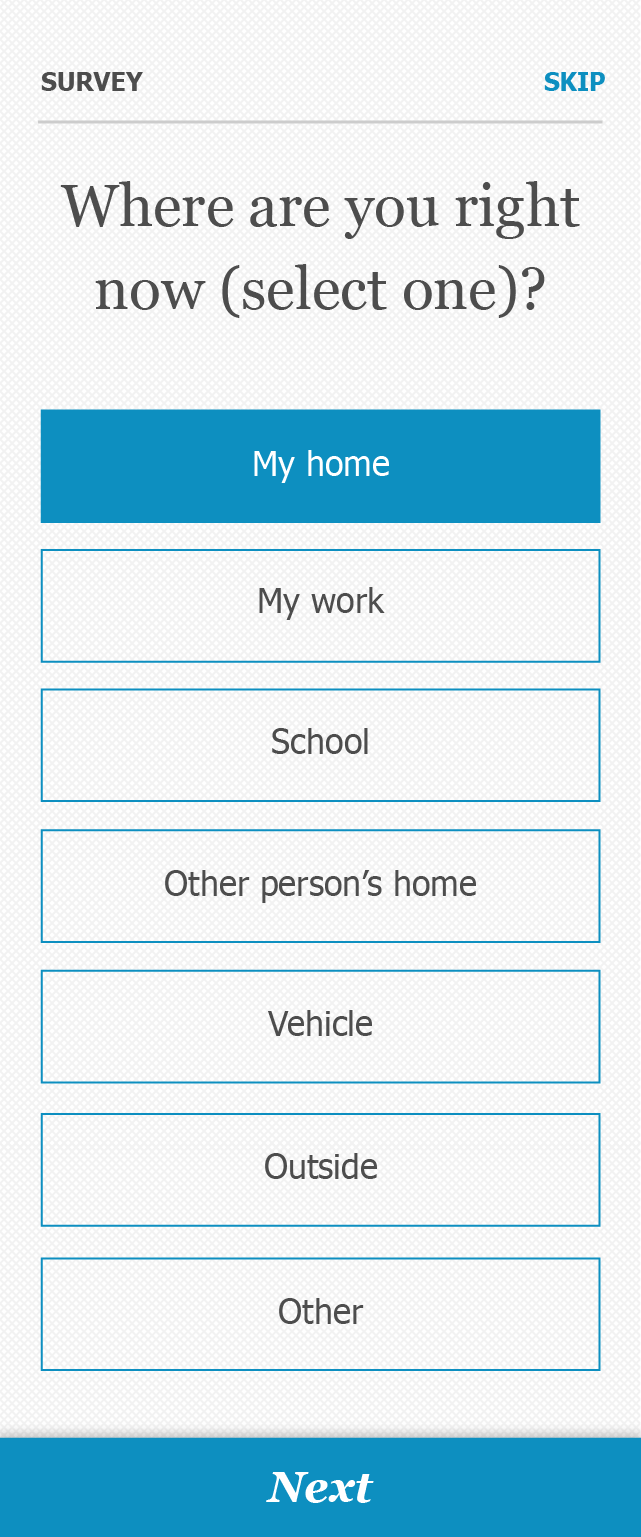 SURVEY SKIP
Where are you right
now (select one)?
My home
My work
School
Other person’s home
Vehicle
Outside
Other
Next